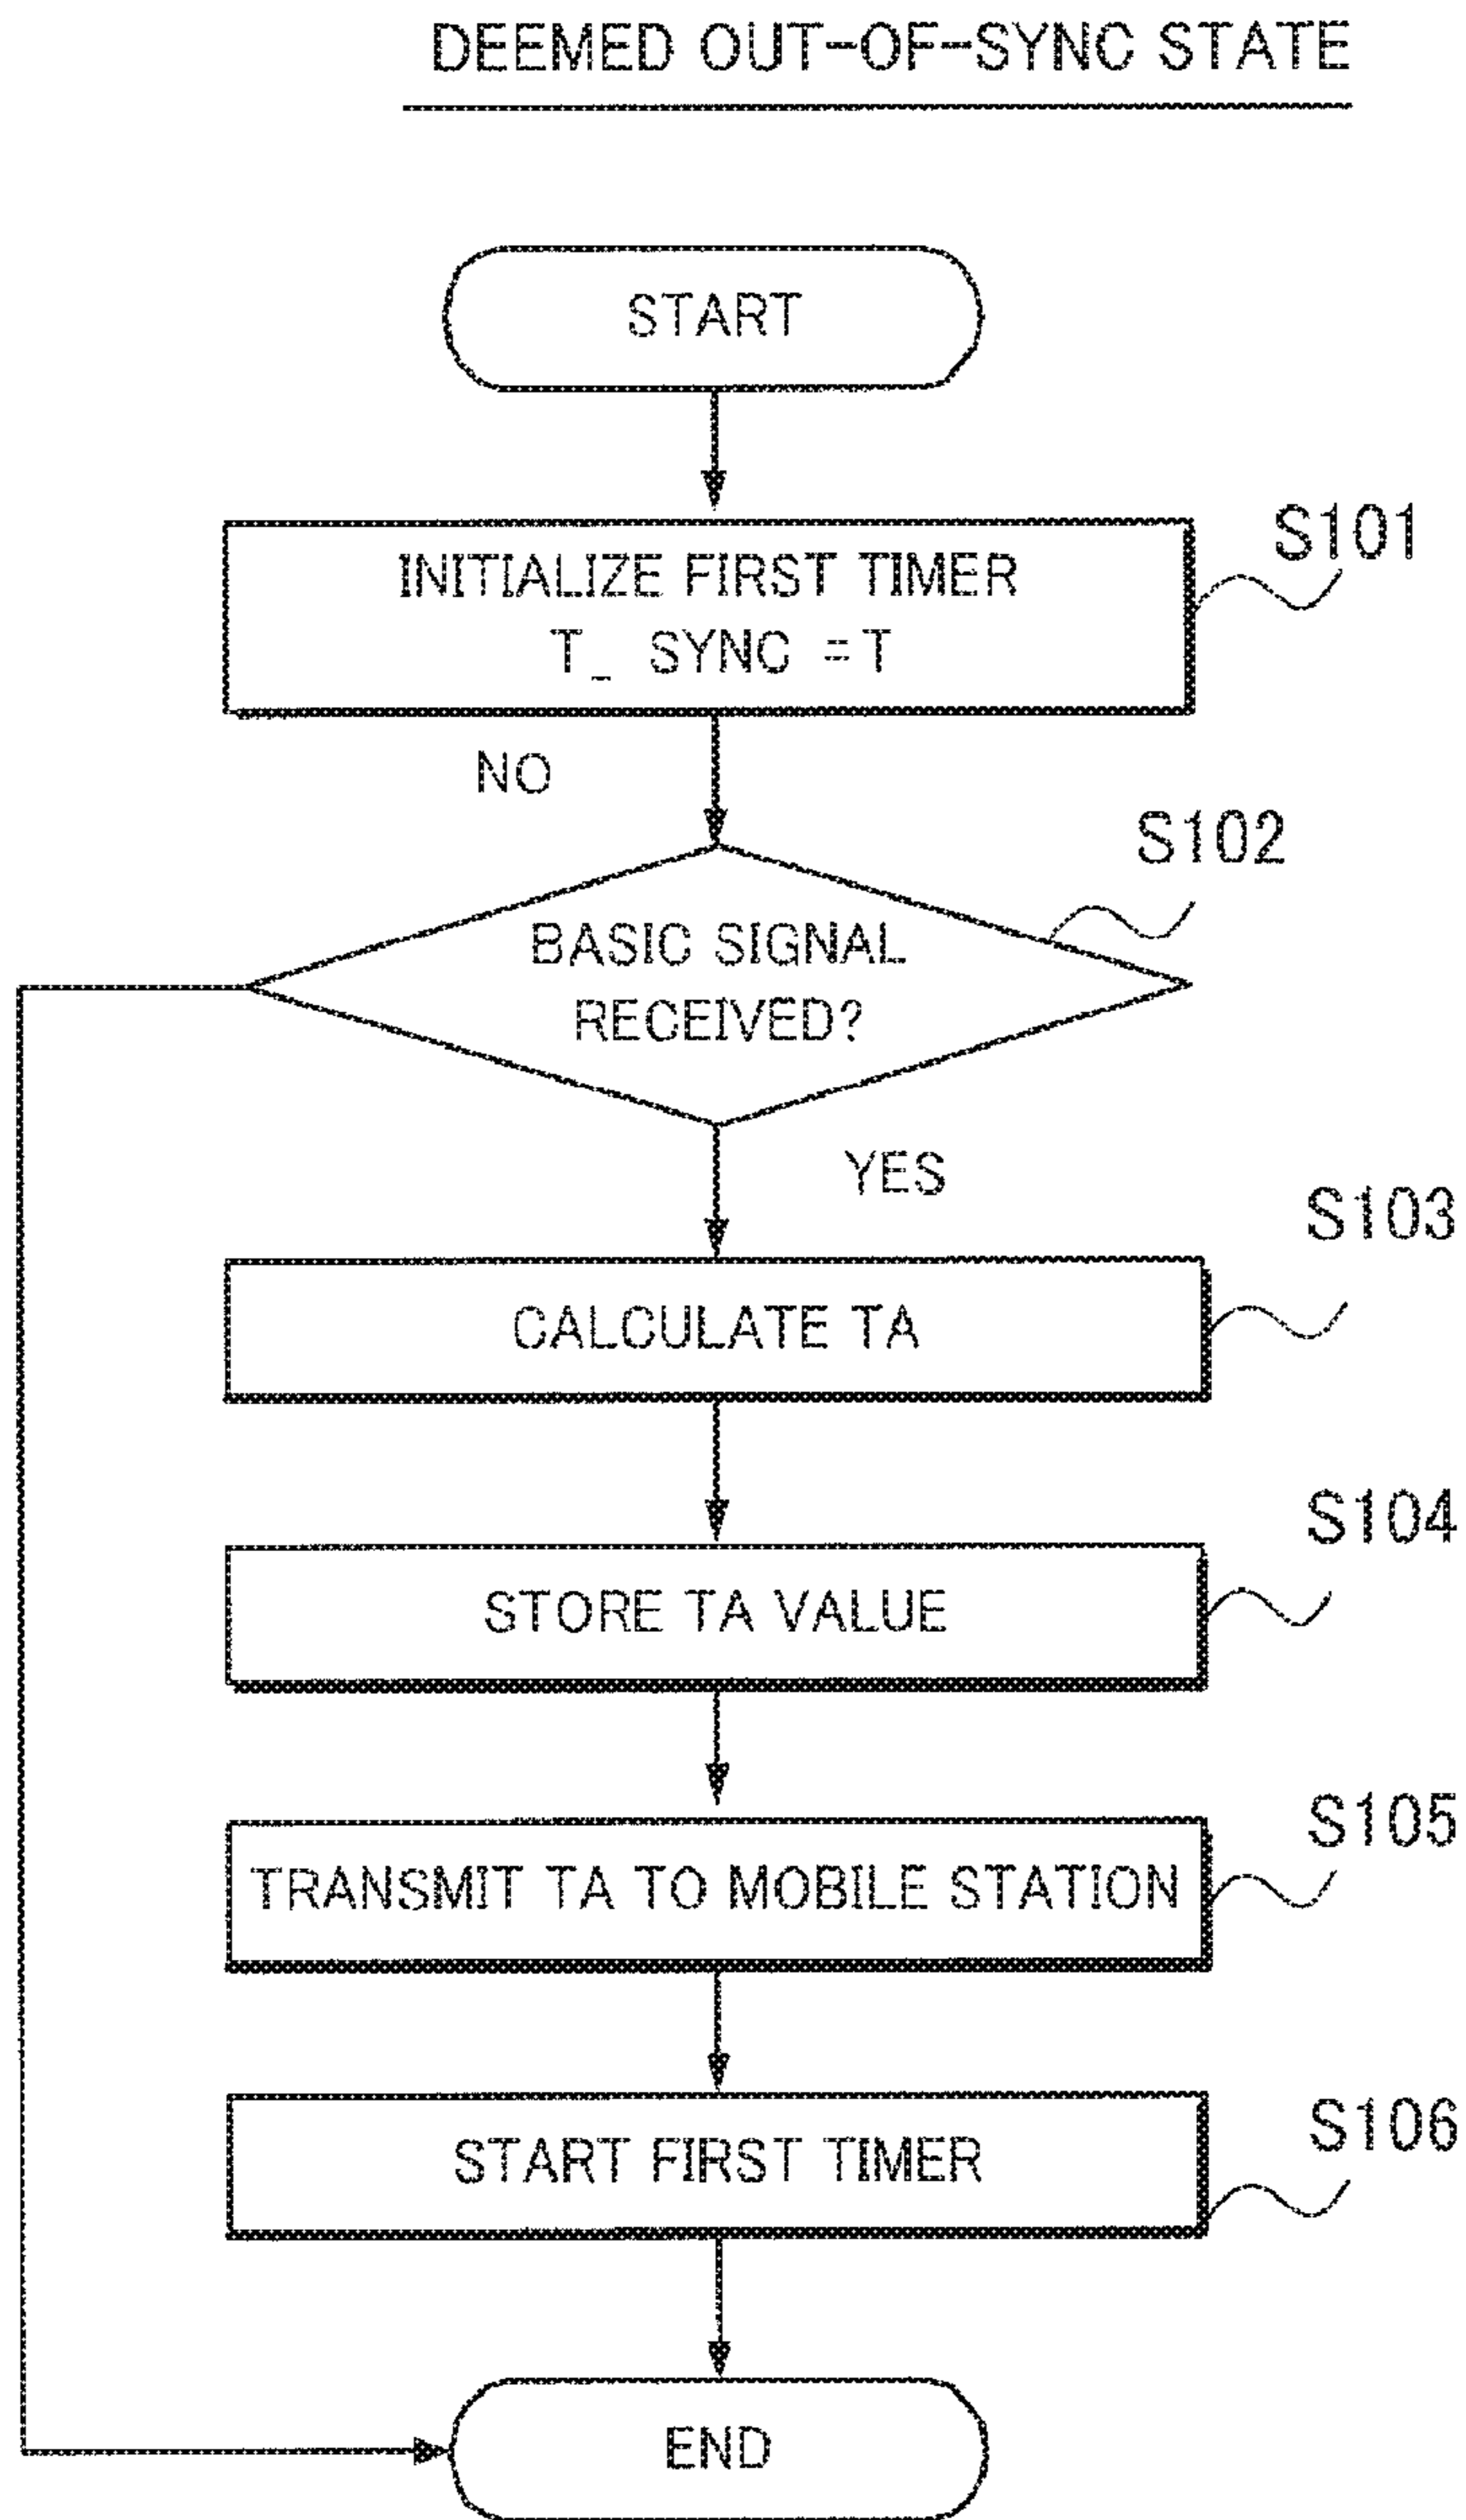 DEEMED OUT-OF-SYNC STATE
START
S101
INITIALIZE FIRST TIMER
T_ SYNC =T
NO
S102
BASIC SIGNAL
RECEIVED?
YES
S103
CALCULATE TA
S104
STORE TA VALUE
S105
TRANSMIT TA TO MOBILE STATION
S106
START FIRST TIMER
END